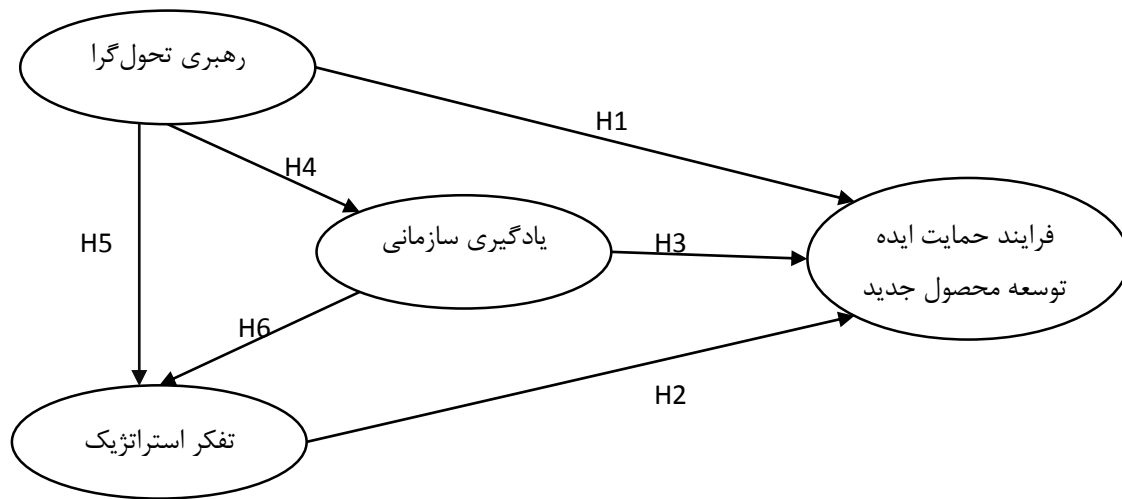 رهبری تحول‌گرا
H1
H4
یادگیری سازمانی
H5
H3
فرایند حمایت ایده
توسعه محصول جدید
H6
H2
تفکر استراتژیک